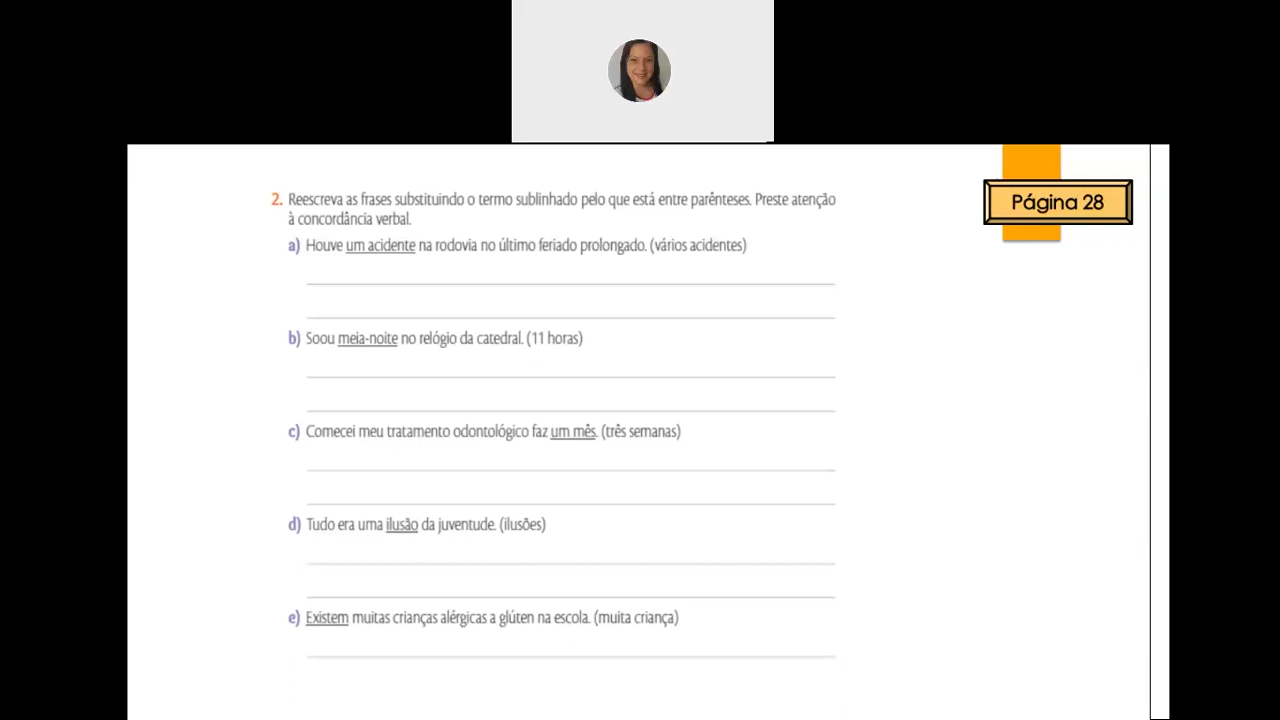 Página 28
2. Reescreva as frases substituindo o termo sublinhado pelo que está entre parênteses. Preste atenção
à concordância verbal.
a) Houve um acidente na rodovia no último feriado prolongado. (vários acidentes)
b) Soou meia-noite no relógio da catedral. (11 horas)
c) Comecei meu tratamento odontológico faz um mês. (três semanas)
d) Tudo era uma ilusão da juventude. (ilusões)
e) Existem muitas crianças alérgicas a glúten na escola. (muita criança)